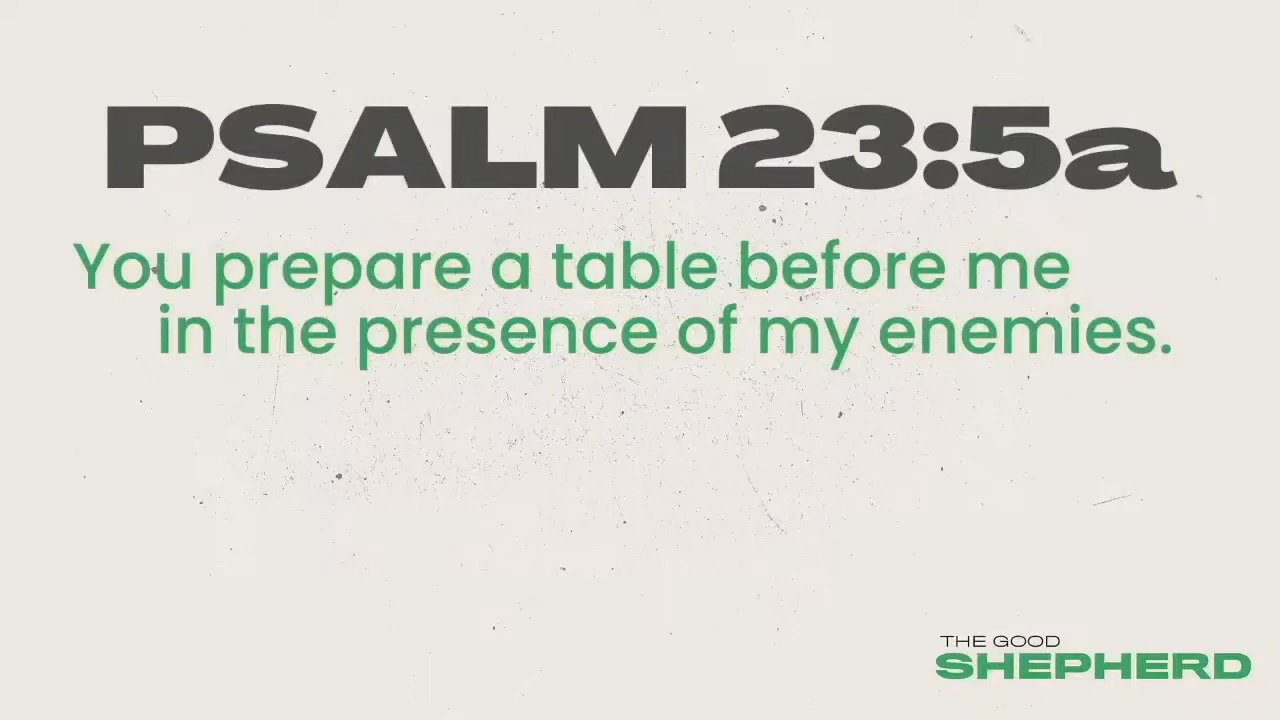 PSALM 23:5a
You prepare a table before me
in the presence of my enemies.
THE GOOD
SHEPHERD